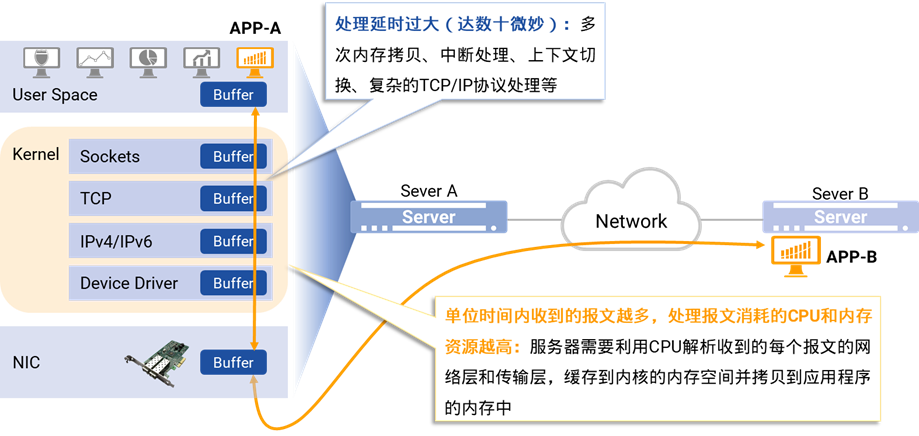 APP-A
User Space
Buffer
Kernel
Sockets
Buffer
TCP
Buffer
IPv4/IPv6
Buffer
Device Driver
Buffer
NIC
Buffer
处理延时过大（达数十微妙）：多
次内存拷贝、中断处理、上下文切
换、复杂的TCP/IP协议处理等
Sever A
Server
Network
Sever B
Server
APP-B
单位时间内收到的报文越多，处理报文消耗的CPU和内存
资源越高：服务器需要利用CPU解析收到的每个报文的网
络层和传输层，缓存到内核的内存空间并拷贝到应用程序
的内存中